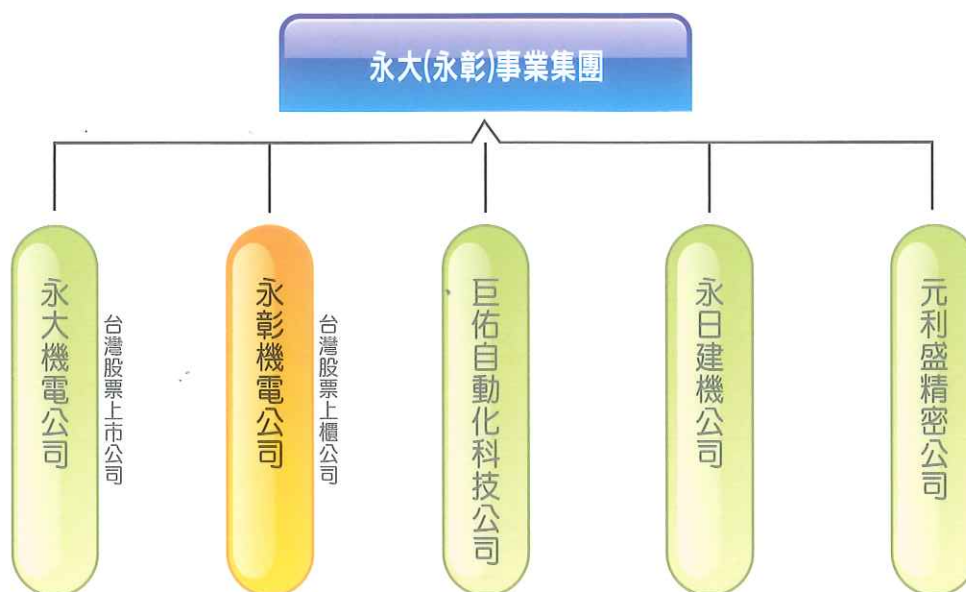 永大(永彰)事業集團
永大機電公司
台灣股票上市公司
永彰機電公司
台灣股票上櫃公司
巨佑自動化科技公司
永日建機公司
元利盛精密公司